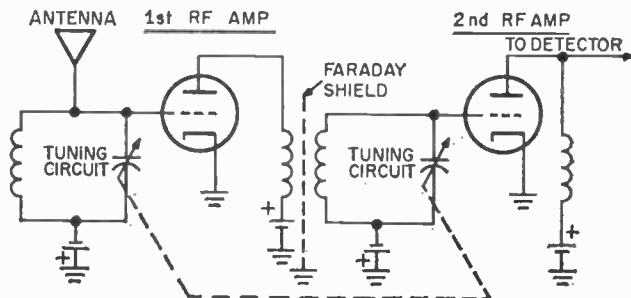 ANTENNA
1st RF AMP
2nd RF AMP
TO DETECTOR
FARADAY
SHIELD
TUNING
CIRCUIT
TUNING
CIRCUIT
+
+
+
+